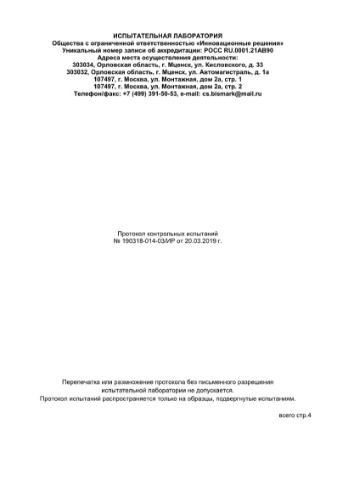 ИСПЫТАТЕЛЬНАЯ ЛАБОРАТОРИЯ
Общества с ограниченной ответственностью «Инновационные решения»
Уникальный номер записи об аккредитации: РОСС RU.0001.21АВ90
Адреса места осуществления деятельности:
303034, Орловская область, г. Мценск, ул. Кисловского, д. 33
303032, Орловская область, г. Мценск, ул. Автомагистраль, д. 1а
107497, г. Москва, ул. Монтажная, дом 2а, стр. 1
107497, г. Москва, ул. Монтажная, дом 2а, стр. 2
Телефон/факс: +7 (499) 391-50-53, e-mail: cs.bismark@mail.ru
Протокол контрольных испытаний
№ 190318-014-03/ИР от 20.03.2019 г.
Перепечатка или размножение протокола без письменного разрешения
испытательной лаборатории не допускается.
Протокол испытаний распространяется только на образцы, подвергнутые испытаниям.
всего стр.4